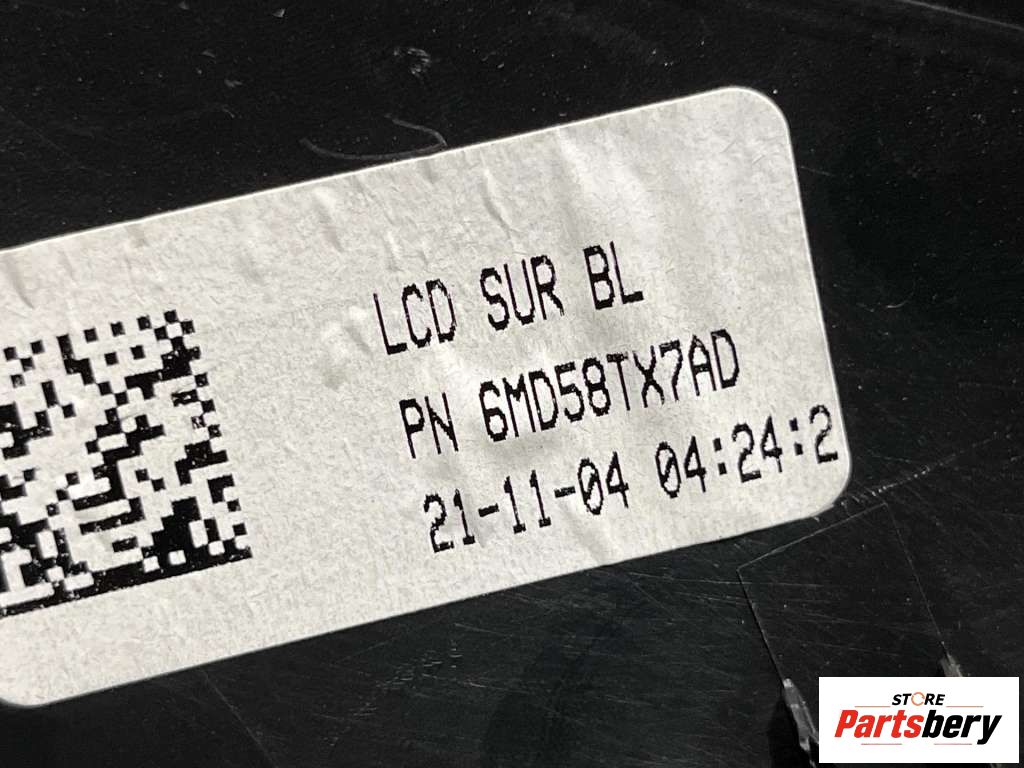 LCD SUR BL
PN 6MD58TX7AD
21-11-04 04:24:2
STORE
Partsbery